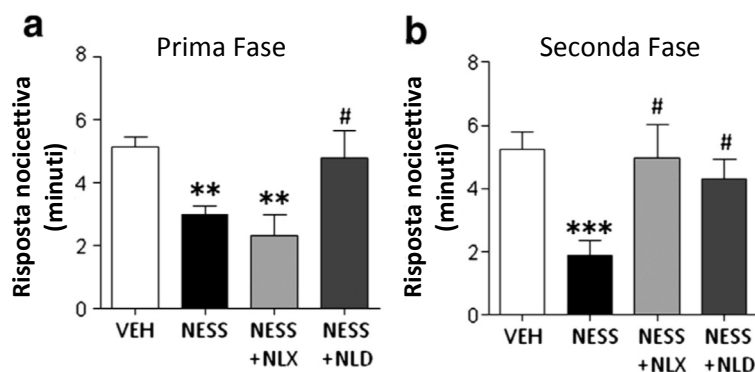 a
Prima Fase
Risposta nocicettiva
(minuti)
8
6
4
2
0
**
**
#
VEH
NESS
NESS
+NLX
NESS
+NLD
b
Seconda Fase
Risposta nocicettiva
(minuti)
8
6
4
2
0
***
#
#
VEH
NESS
NESS
+NLX
NESS
+NLD